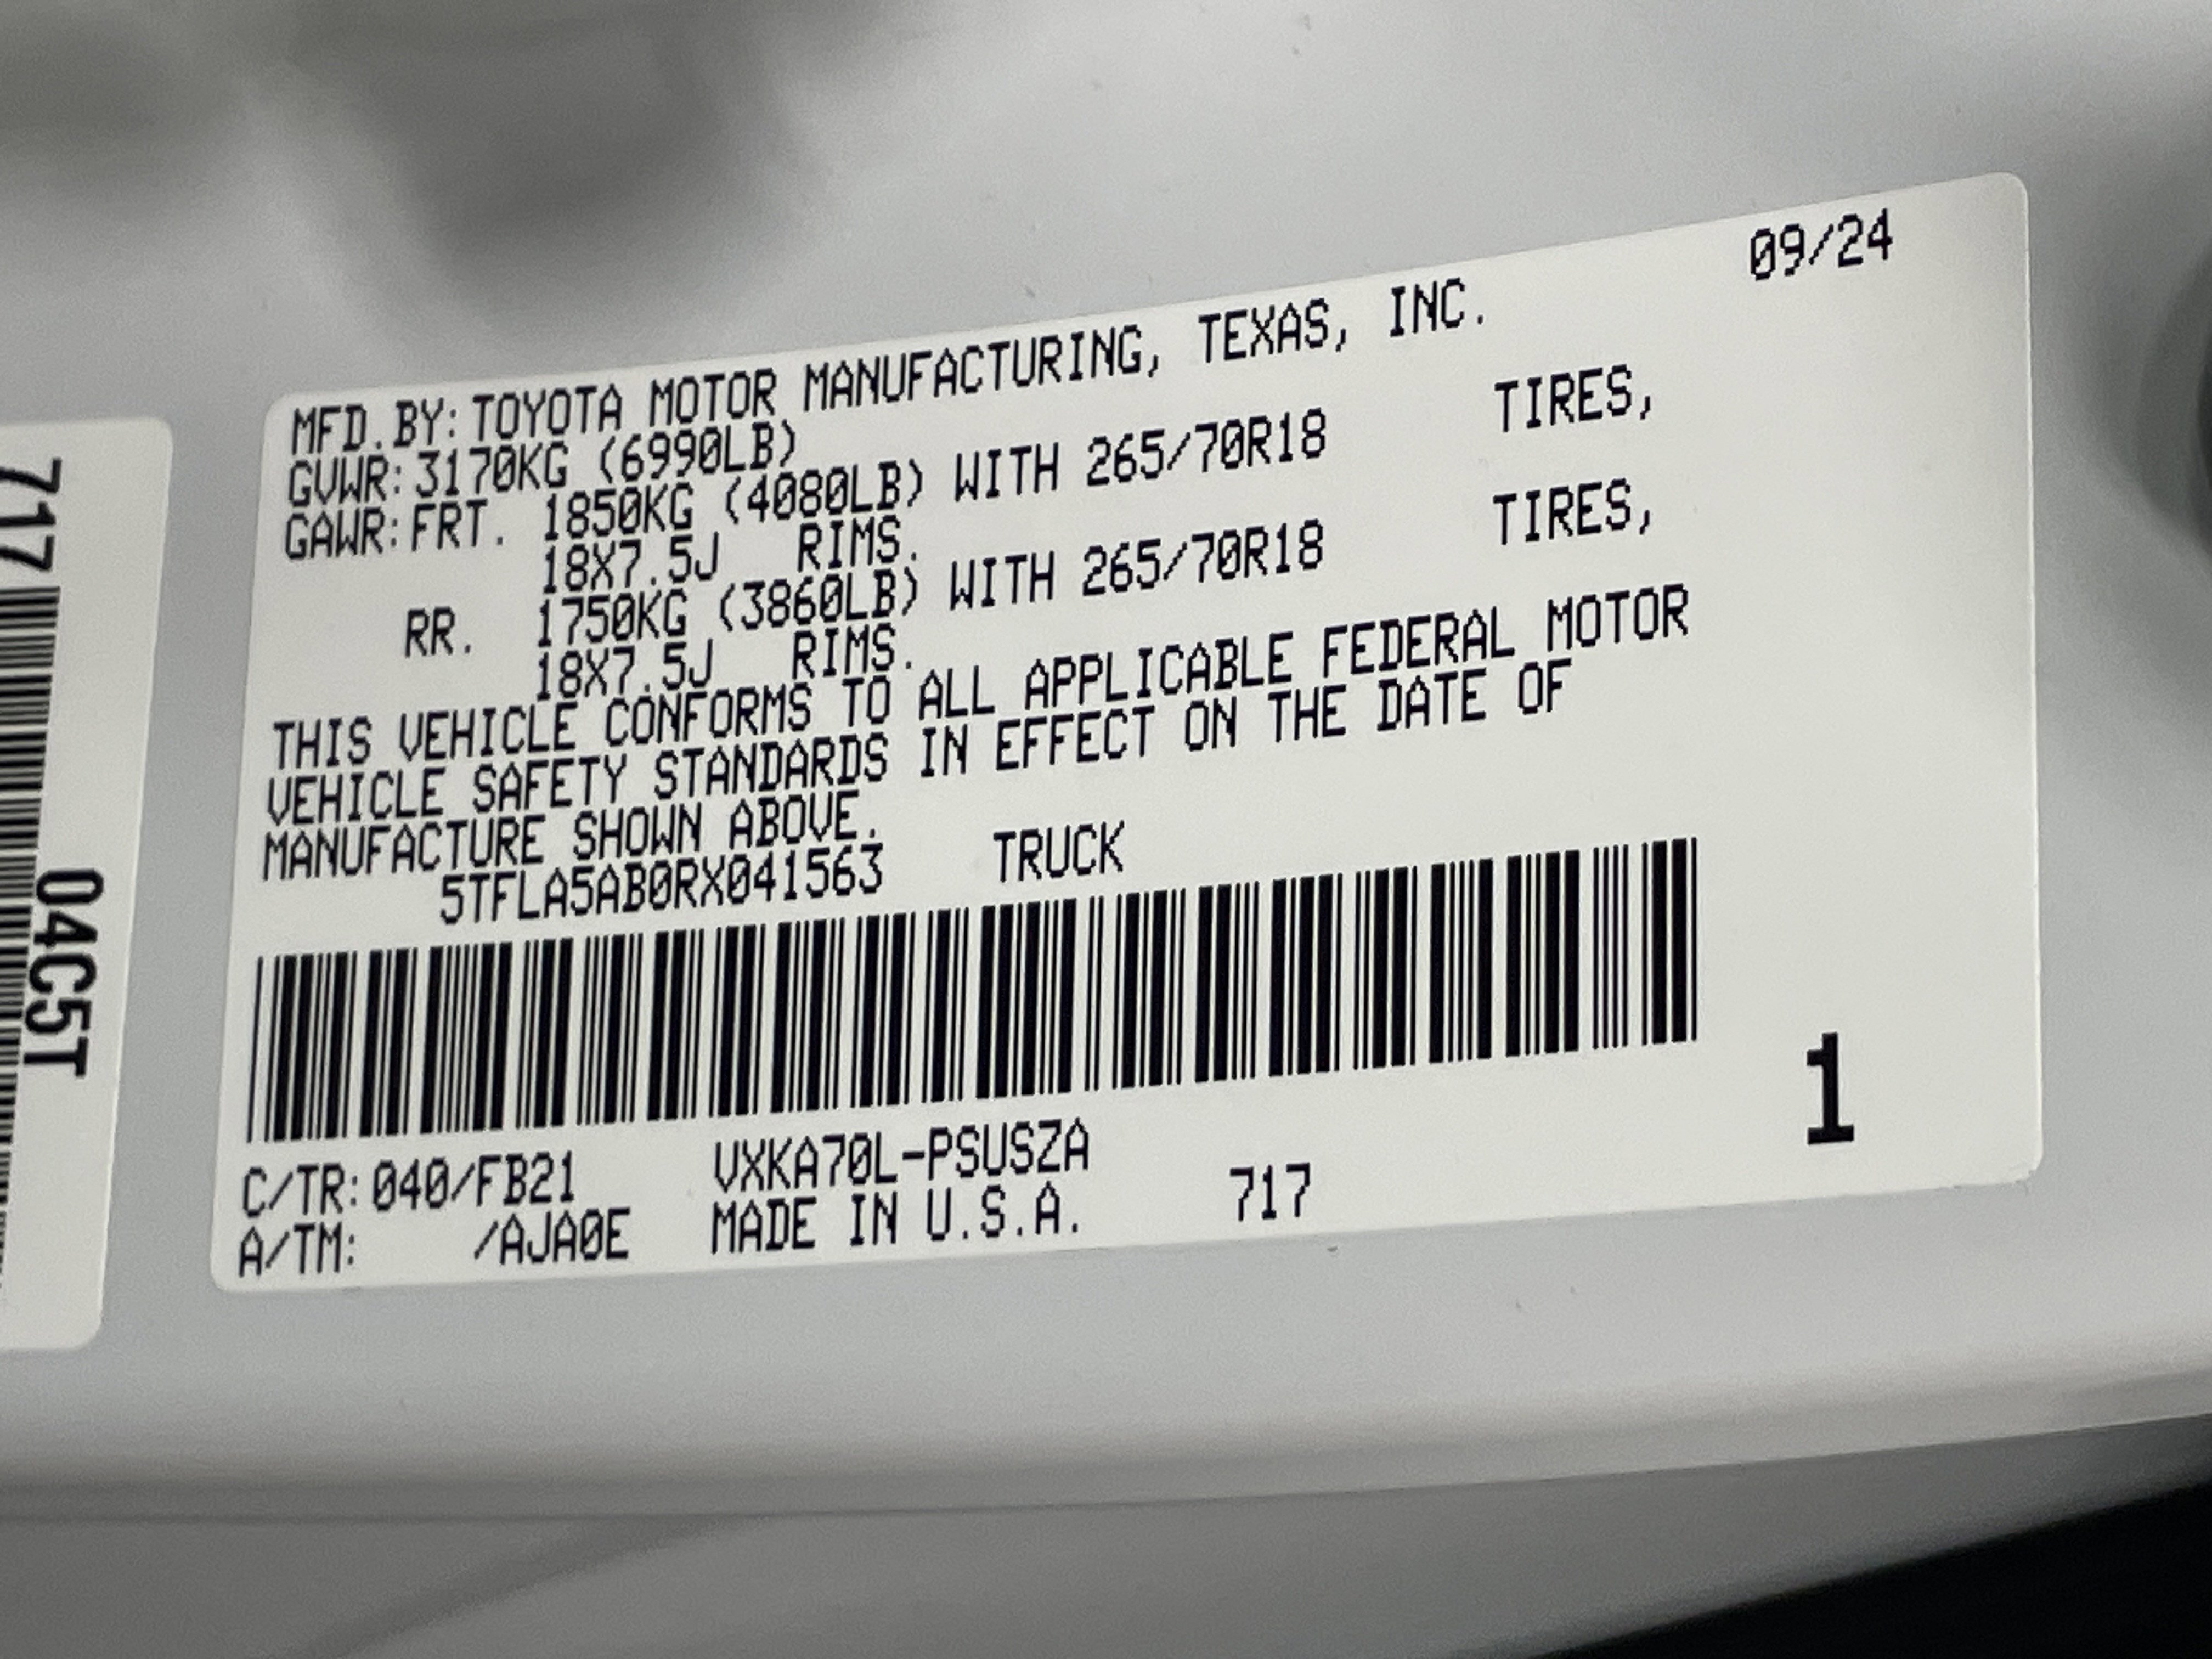 09/24
MFD.BY:TOYOTA MOTOR MANUFACTURING, TEXAS, INC.
GVWR:3170KG (6990LB)
GAWR:FRT. 1850KG (4080LB) WITH 265/70R18 TIRES,
18X7.5J RIMS.
RR. 1750KG (3860LB) WITH 265/70R18 TIRES,
18X7.5J RIMS.
THIS VEHICLE CONFORMS TO ALL APPLICABLE FEDERAL MOTOR
VEHICLE SAFETY STANDARDS IN EFFECT ON THE DATE OF
MANUFACTURE SHOWN ABOVE.
5TFLA5AB0RX041563 TRUCK
1
C/TR:040/FB21 VXKA70L-PSUSZA
A/TM: /AJA0E MADE IN U.S.A. 717
717
04C5T